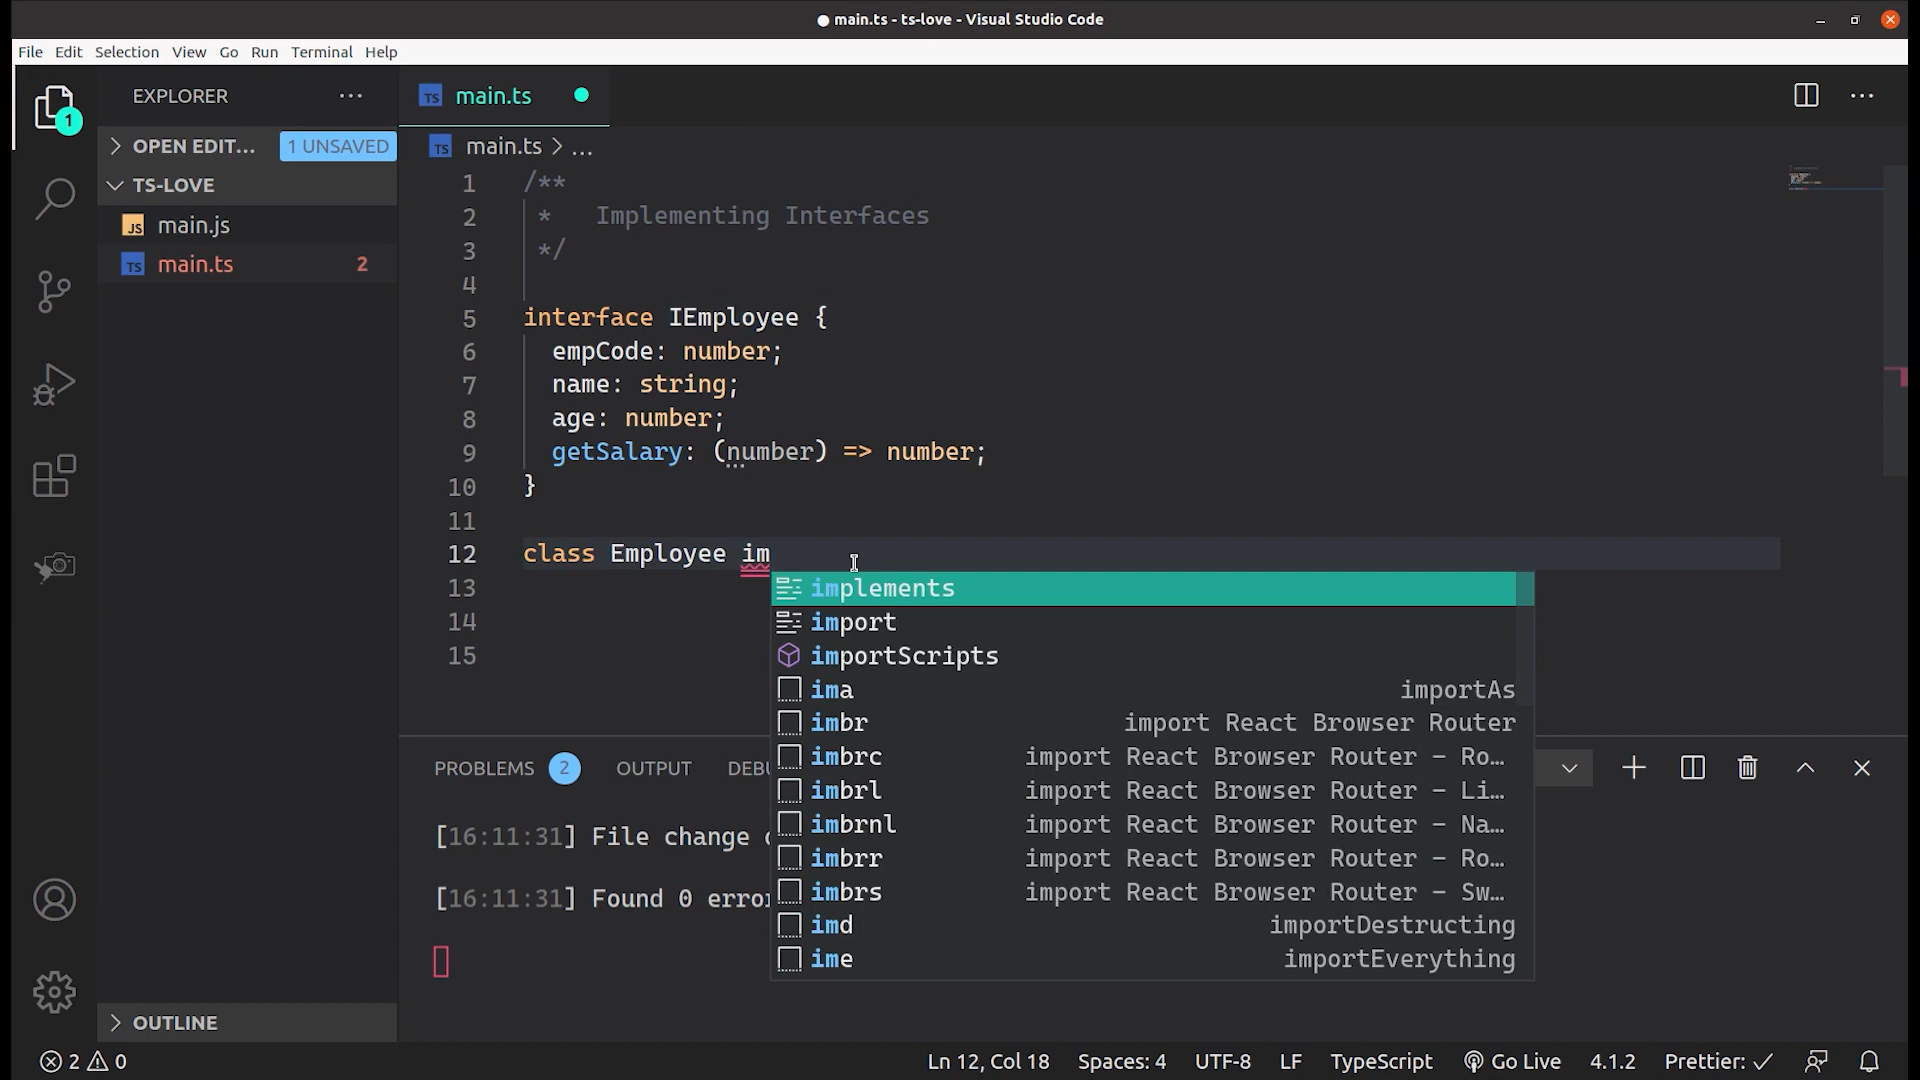 main.ts - ts-love - Visual Studio Code
File Edit Selection View Go Run Terminal Help
EXPLORER
1
OPEN EDIT... 1 UNSAVED
TS-LOVE
JS main.js
TS main.ts 2
OUTLINE
TS main.ts
TS main.ts > ...
1 /**
2 * Implementing Interfaces
3 */
4
5 interface IEmployee {
6 empCode: number;
7 name: string;
8 age: number;
9 getSalary: (number) => number;
10 }
11
12 class Employee im
13
14
15
implements
import
importScripts
ima importAs
imbr import React Browser Router
imbrc import React Browser Router - Ro...
imbrl import React Browser Router - Li...
imbrnl import React Browser Router - Na...
imbrr import React Browser Router - Ro...
imbrs import React Browser Router - Sw...
imd importDestructing
ime importEverything
PROBLEMS 2 OUTPUT DEBU
[16:11:31] File change
[16:11:31] Found 0 error
2 0 Ln 12, Col 18 Spaces: 4 UTF-8 LF TypeScript Go Live 4.1.2 Prettier: ✓